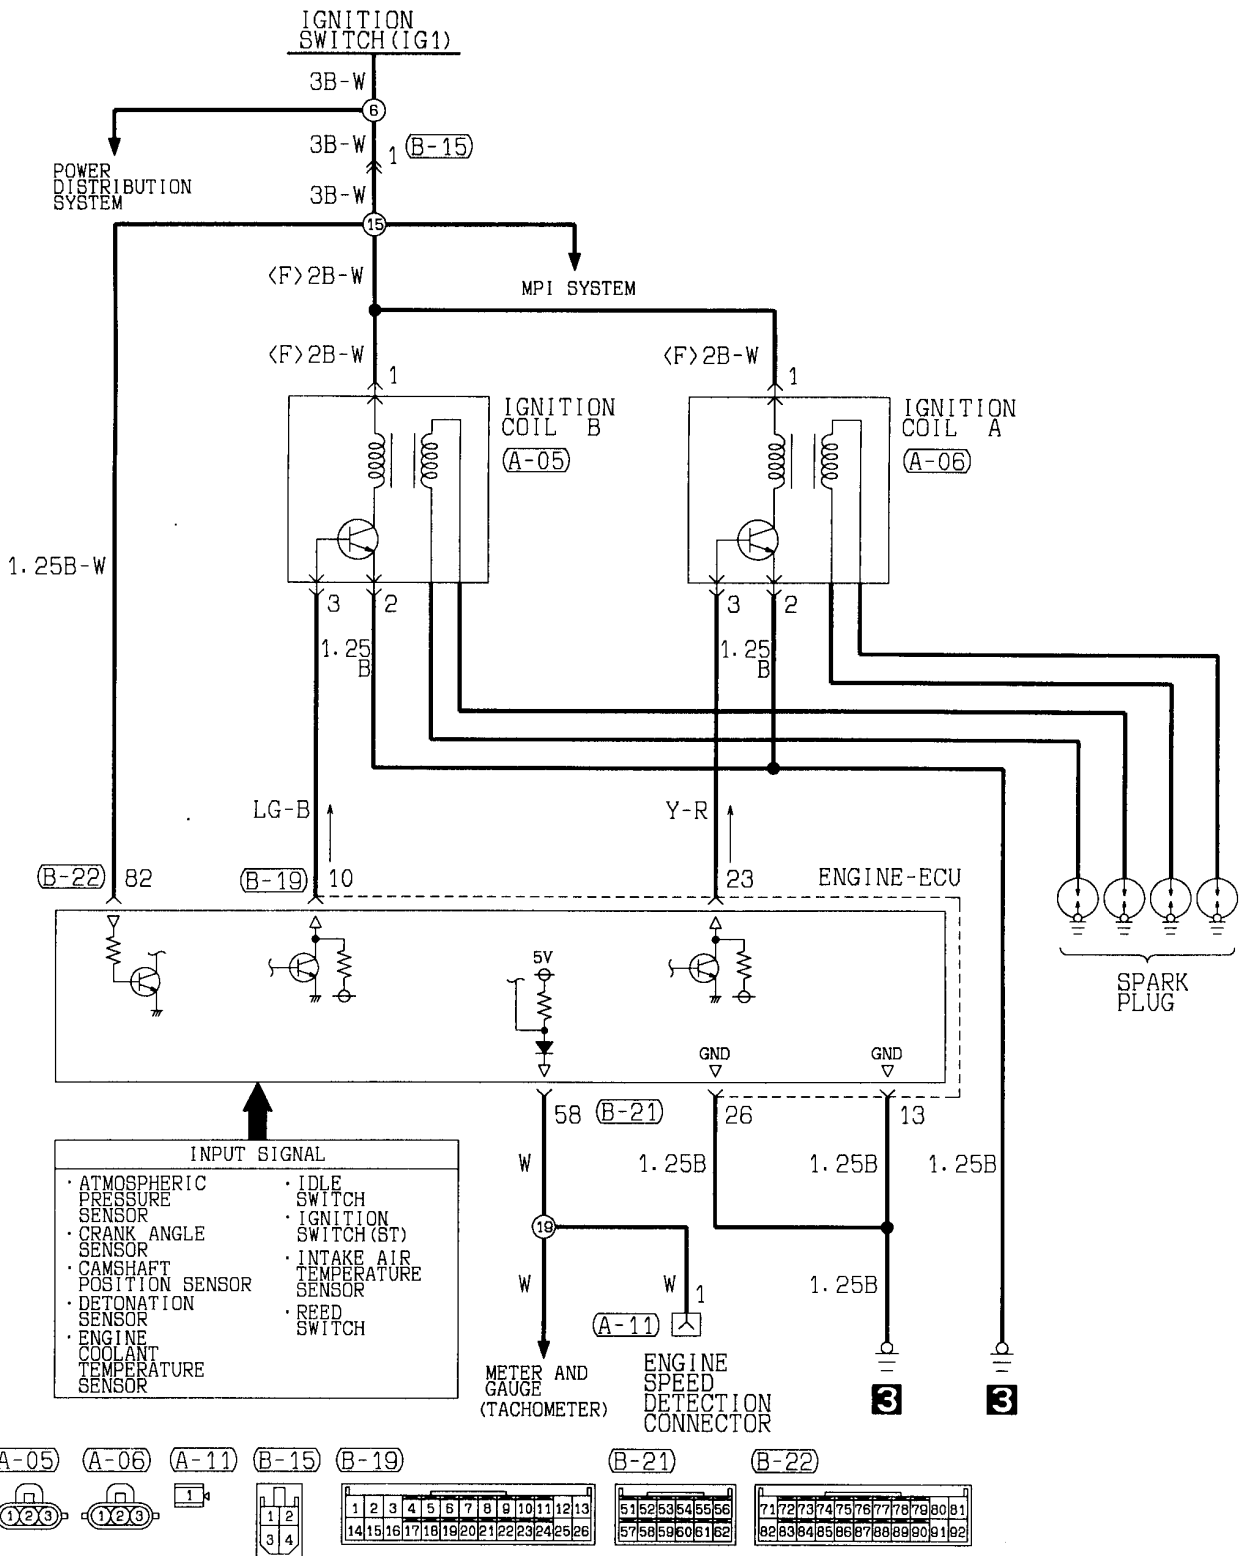 IGNITION
SWITCH(IG1)
3B-W
6
3B-W
1
B-15
POWER
DISTRIBUTION
SYSTEM
3B-W
15
<F>2B-W
MPI SYSTEM
<F>2B-W
<F>2B-W
1
1
IGNITION
COIL B
A-05
IGNITION
COIL A
A-06
1.25B-W
3
2
3
2
1.25
B
1.25
B
LG-B
Y-R
B-22
82
B-19
10
23
ENGINE-ECU
5V
SPARK
PLUG
GND
GND
58
B-21
26
13
INPUT SIGNAL
· ATMOSPHERIC
PRESSURE
SENSOR
· CRANK ANGLE
SENSOR
· CAMSHAFT
POSITION SENSOR
· DETONATION
SENSOR
· ENGINE
COOLANT
TEMPERATURE
SENSOR
· IDLE
SWITCH
· IGNITION
SWITCH(ST)
· INTAKE AIR
TEMPERATURE
SENSOR
· REED
SWITCH
W
1.25B
1.25B
1.25B
19
W
W
1
1.25B
A-11
METER AND
GAUGE
(TACHOMETER)
ENGINE
SPEED
DETECTION
CONNECTOR
3
3
A-05
A-06
A-11
B-15
B-19
B-21
B-22
1 2 3
1 2 3
1
1 2
3 4
1 2 3 4 5 6 7 8 9 10 11 12 13
14 15 16 17 18 19 20 21 22 23 24 25 26
51 52 53 54 55 56
57 58 59 60 61 62
71 72 73 74 75 76 77 78 79 80 81
82 83 84 85 86 87 88 89 90 91 92